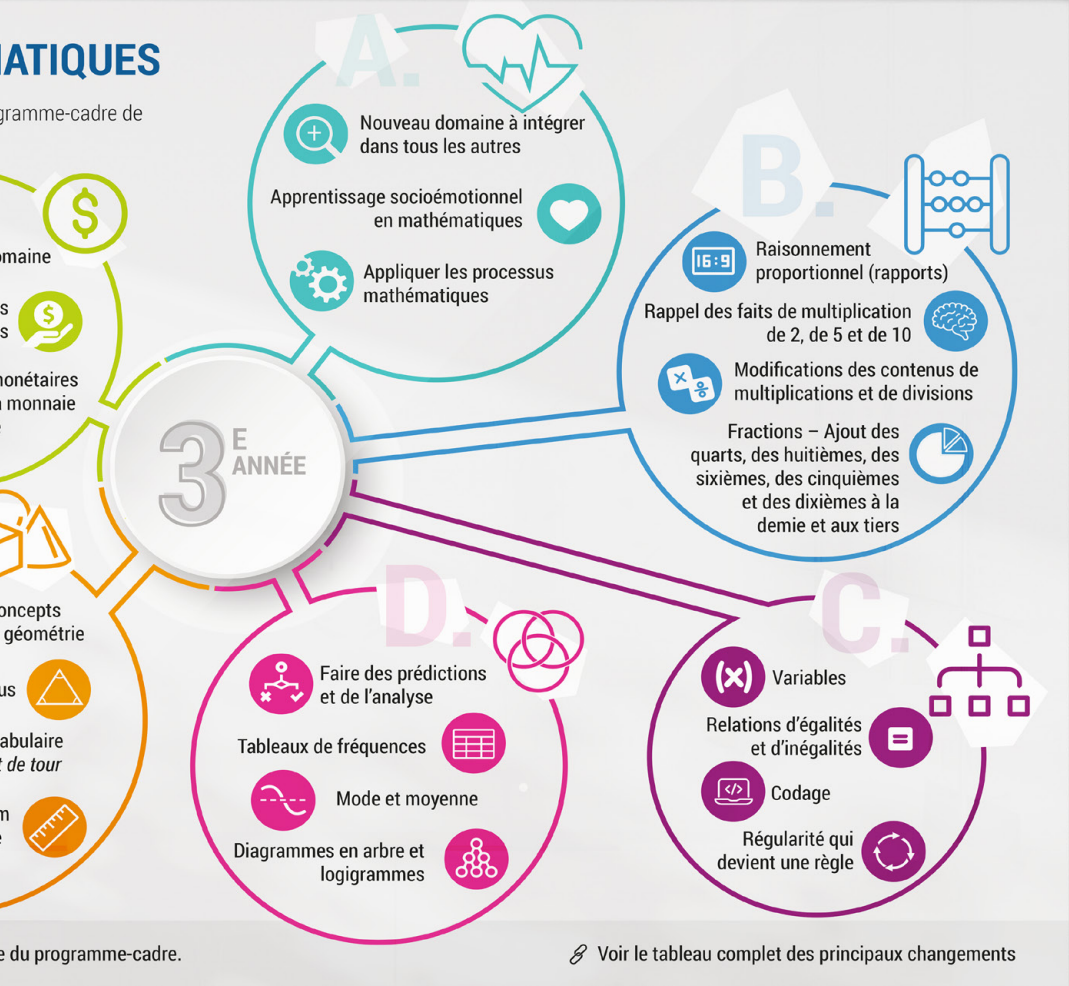 ATIQUES
gramme-cadre de
A.
Nouveau domaine à intégrer
dans tous les autres
Apprentissage socioémotionnel
en mathématiques
Appliquer les processus
mathématiques
B.
16:9
Raisonnement
proportionnel (rapports)
Rappel des faits de multiplication
de 2, de 5 et de 10
Modifications des contenus de
multiplications et de divisions
Fractions – Ajout des
quarts, des huitièmes, des
sixièmes, des cinquièmes
et des dixièmes à la
demie et aux tiers
$
omaine
s
$
s
monétaires
a monnaie
3E
ANNÉE
oncepts
géométrie
us
abulaire
t de tour
m
e
D.
Faire des prédictions
et de l'analyse
Tableaux de fréquences
Mode et moyenne
Diagrammes en arbre et
logigrammes
C.
(x)
Variables
Relations d'égalités
et d'inégalités
=
</>
Codage
Régularité qui
devient une règle
e du programme-cadre.
Voir le tableau complet des principaux changements